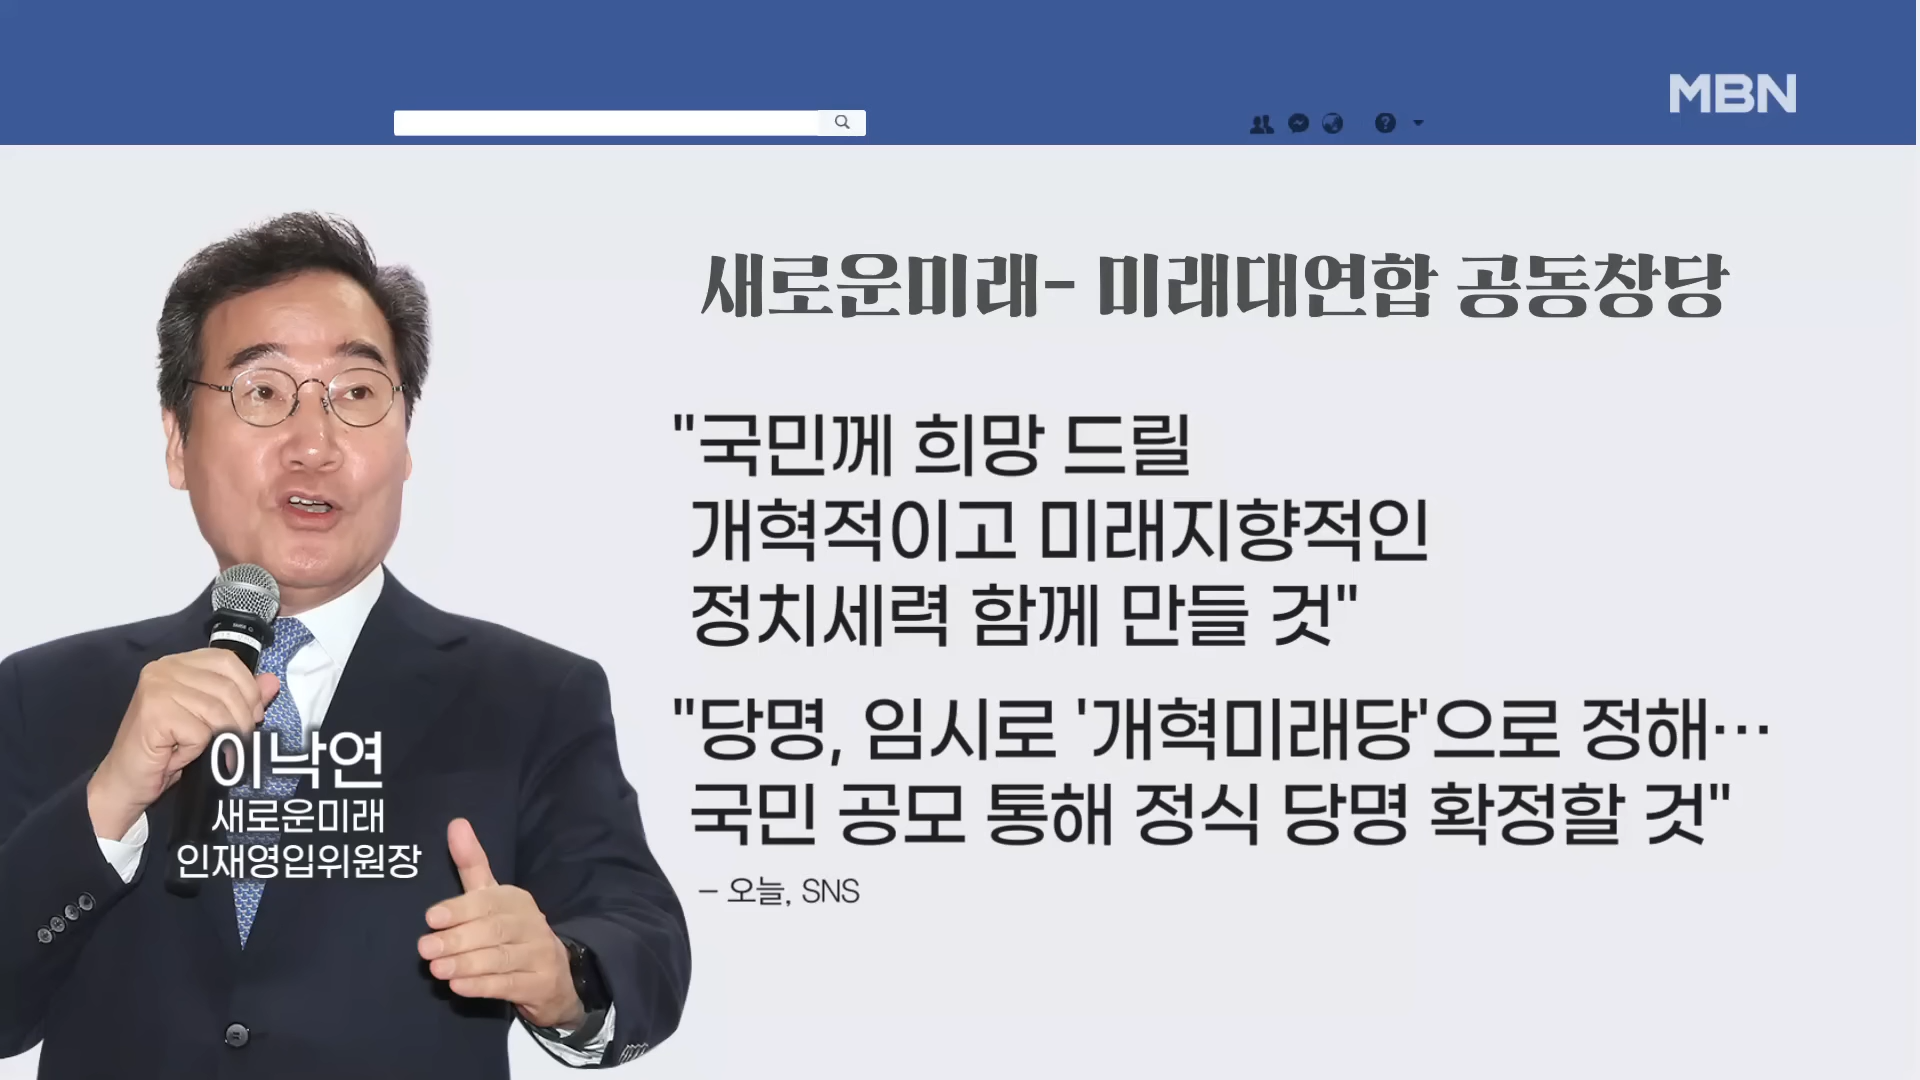 MBN
새로운미래- 미래대연합 공동창당
"국민께 희망 드릴
개혁적이고 미래지향적인
정치세력 함께 만들 것"
"당명, 임시로 '개혁미래당'으로 정해…
국민 공모 통해 정식 당명 확정할 것"
– 오늘, SNS
이낙연
새로운미래
인재영입위원장